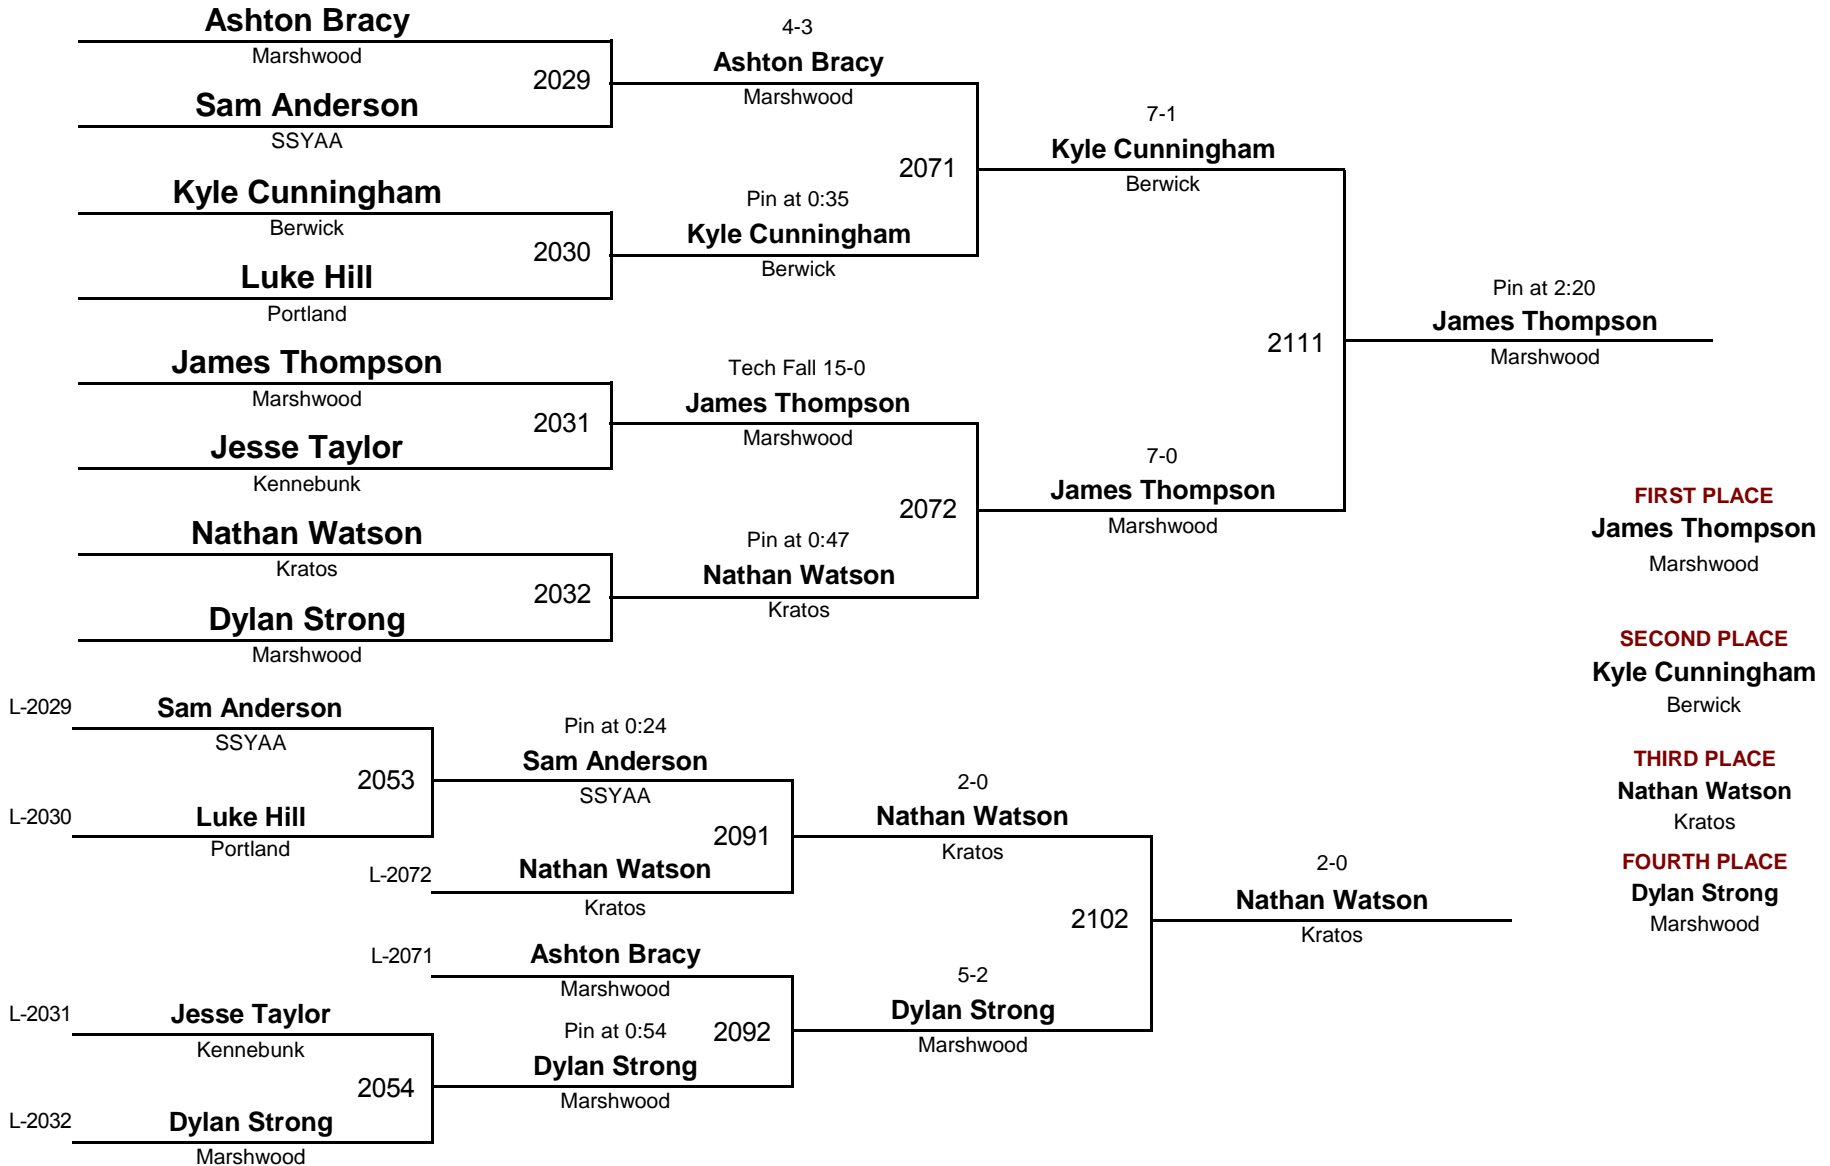 Ashton Bracy
Marshwood
2029
Sam Anderson
SSYAA
Kyle Cunningham
Berwick
2030
Luke Hill
Portland
James Thompson
Marshwood
2031
Jesse Taylor
Kennebunk
Nathan Watson
Kratos
2032
Dylan Strong
Marshwood
4-3
Ashton Bracy
Marshwood
2071
Pin at 0:35
Kyle Cunningham
Berwick
Tech Fall 15-0
James Thompson
Marshwood
2072
Pin at 0:47
Nathan Watson
Kratos
7-1
Kyle Cunningham
Berwick
2111
7-0
James Thompson
Marshwood
Pin at 2:20
James Thompson
Marshwood
FIRST PLACE
James Thompson
Marshwood
SECOND PLACE
Kyle Cunningham
Berwick
THIRD PLACE
Nathan Watson
Kratos
FOURTH PLACE
Dylan Strong
Marshwood
L-2029
Sam Anderson
SSYAA
2053
L-2030
Luke Hill
Portland
Pin at 0:24
Sam Anderson
SSYAA
2091
L-2072
Nathan Watson
Kratos
L-2071
Ashton Bracy
Marshwood
2092
L-2031
Jesse Taylor
Kennebunk
2054
L-2032
Dylan Strong
Marshwood
Pin at 0:54
Dylan Strong
Marshwood
2-0
Nathan Watson
Kratos
2102
5-2
Dylan Strong
Marshwood
2-0
Nathan Watson
Kratos